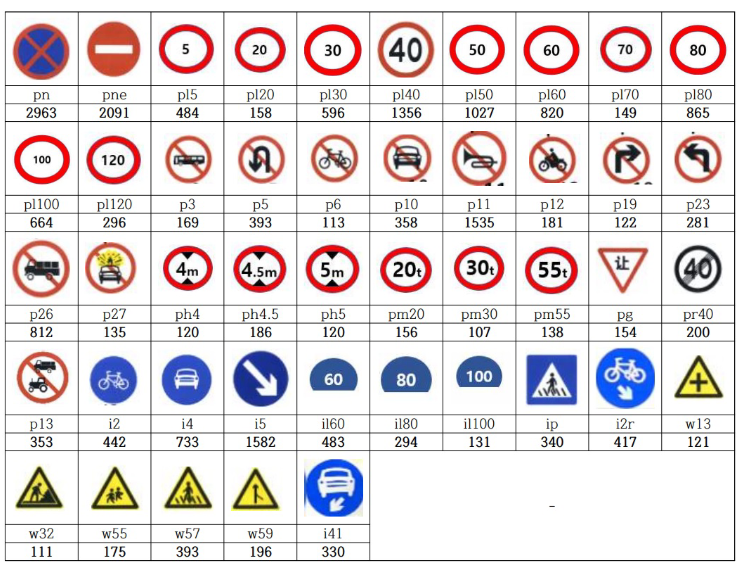 5 20 30 40 50 60 70 80
pn pne pl5 pl20 pl30 pl40 pl50 pl60 pl70 pl80
2963 2091 484 158 596 1356 1027 820 149 865
100 120
pl100 pl120 p3 p5 p6 p10 p11 p12 p19 p23
664 296 169 393 113 358 1535 181 122 281
4m 4.5m 5m 20t 30t 55t 让 40
p26 p27 ph4 ph4.5 ph5 pm20 pm30 pm55 pg pr40
812 135 120 186 120 156 107 138 154 200
60 80 100
p13 i2 i4 i5 il60 il80 il100 ip i2r w13
353 442 733 1582 483 294 131 340 417 121
-
w32 w55 w57 w59 i41
111 175 393 196 330